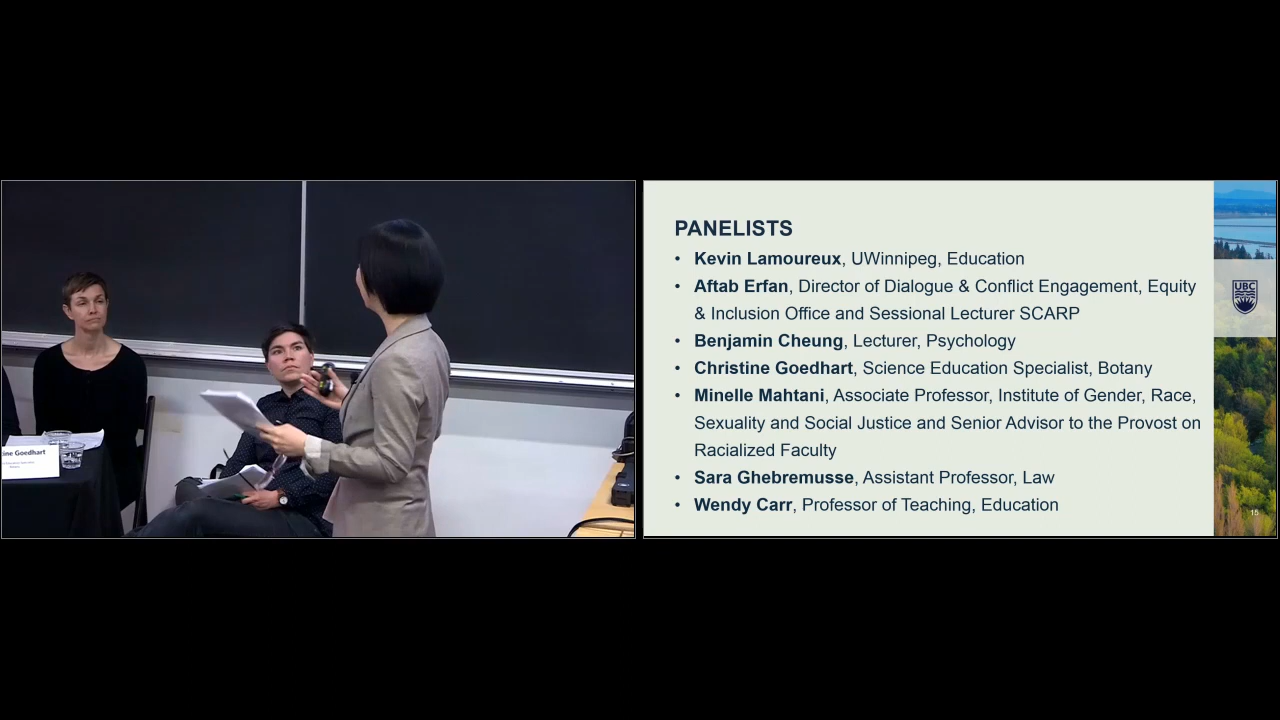 ine Goedhart
PANELISTS
• Kevin Lamoureux, UWinnipeg, Education
• Aftab Erfan, Director of Dialogue & Conflict Engagement, Equity
& Inclusion Office and Sessional Lecturer SCARP
• Benjamin Cheung, Lecturer, Psychology
• Christine Goedhart, Science Education Specialist, Botany
• Minelle Mahtani, Associate Professor, Institute of Gender, Race,
Sexuality and Social Justice and Senior Advisor to the Provost on
Racialized Faculty
• Sara Ghebremusse, Assistant Professor, Law
• Wendy Carr, Professor of Teaching, Education
UBC
15